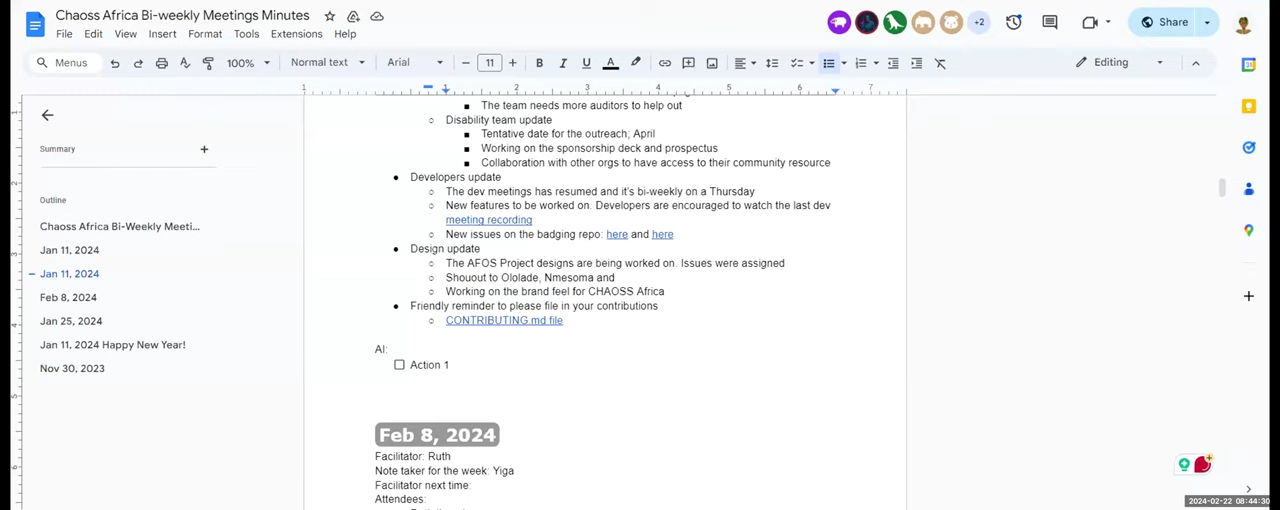 Chaoss Africa Bi-weekly Meetings Minutes
File Edit View Insert Format Tools Extensions Help
+2
Share
Menus
100%
Normal text
Arial
11
B I U A
Editing
1 1 2 3 4 5 6 7
Summary
Outline
Chaoss Africa Bi-Weekly Meeti...
Jan 11, 2024
Jan 11, 2024
Feb 8, 2024
Jan 25, 2024
Jan 11, 2024 Happy New Year!
Nov 30, 2023
The team needs more auditors to help out
Disability team update
Tentative date for the outreach; April
Working on the sponsorship deck and prospectus
Collaboration with other orgs to have access to their community resource
Developers update
The dev meetings has resumed and it's bi-weekly on a Thursday
New features to be worked on. Developers are encouraged to watch the last dev
meeting recording
New issues on the badging repo: here and here
Design update
The AFOS Project designs are being worked on. Issues were assigned
Shouout to Ololade, Nmesoma and
Working on the brand feel for CHAOSS Africa
Friendly reminder to please file in your contributions
CONTRIBUTING.md file
AI:
Action 1
Feb 8, 2024
Facilitator: Ruth
Note taker for the week: Yiga
Facilitator next time:
Attendees:
2024-02-22 08:44:30